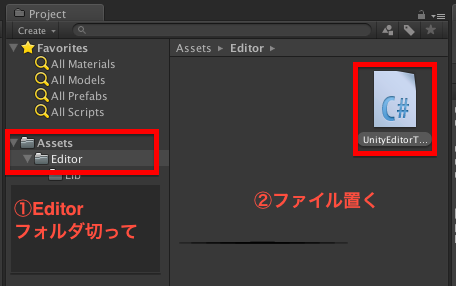 Project
Create
Favorites
All Materials
All Models
All Prefabs
All Scripts
Assets
Editor
Lib
①Editor
フォルダ切って
Assets ▸ Editor ▸
C#
UnityEditorT...
②ファイル置く